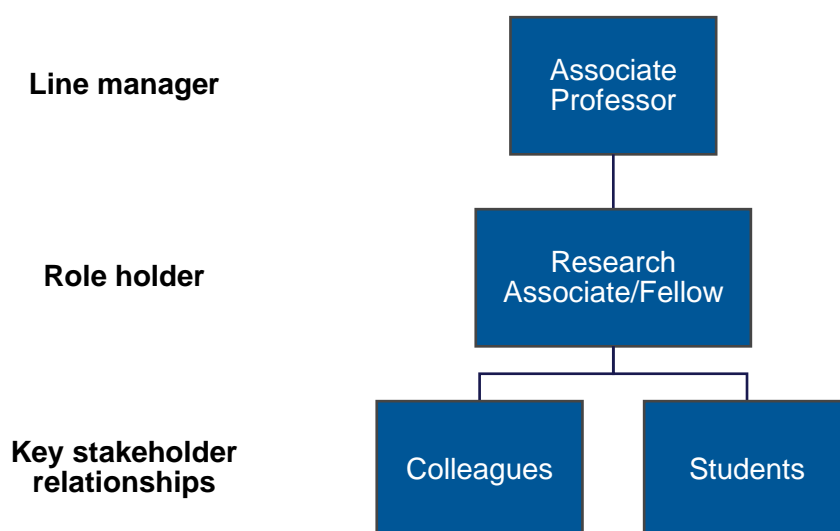 Line manager
Associate
Professor
Role holder
Research
Associate/Fellow
Key stakeholder
relationships
Colleagues
Students